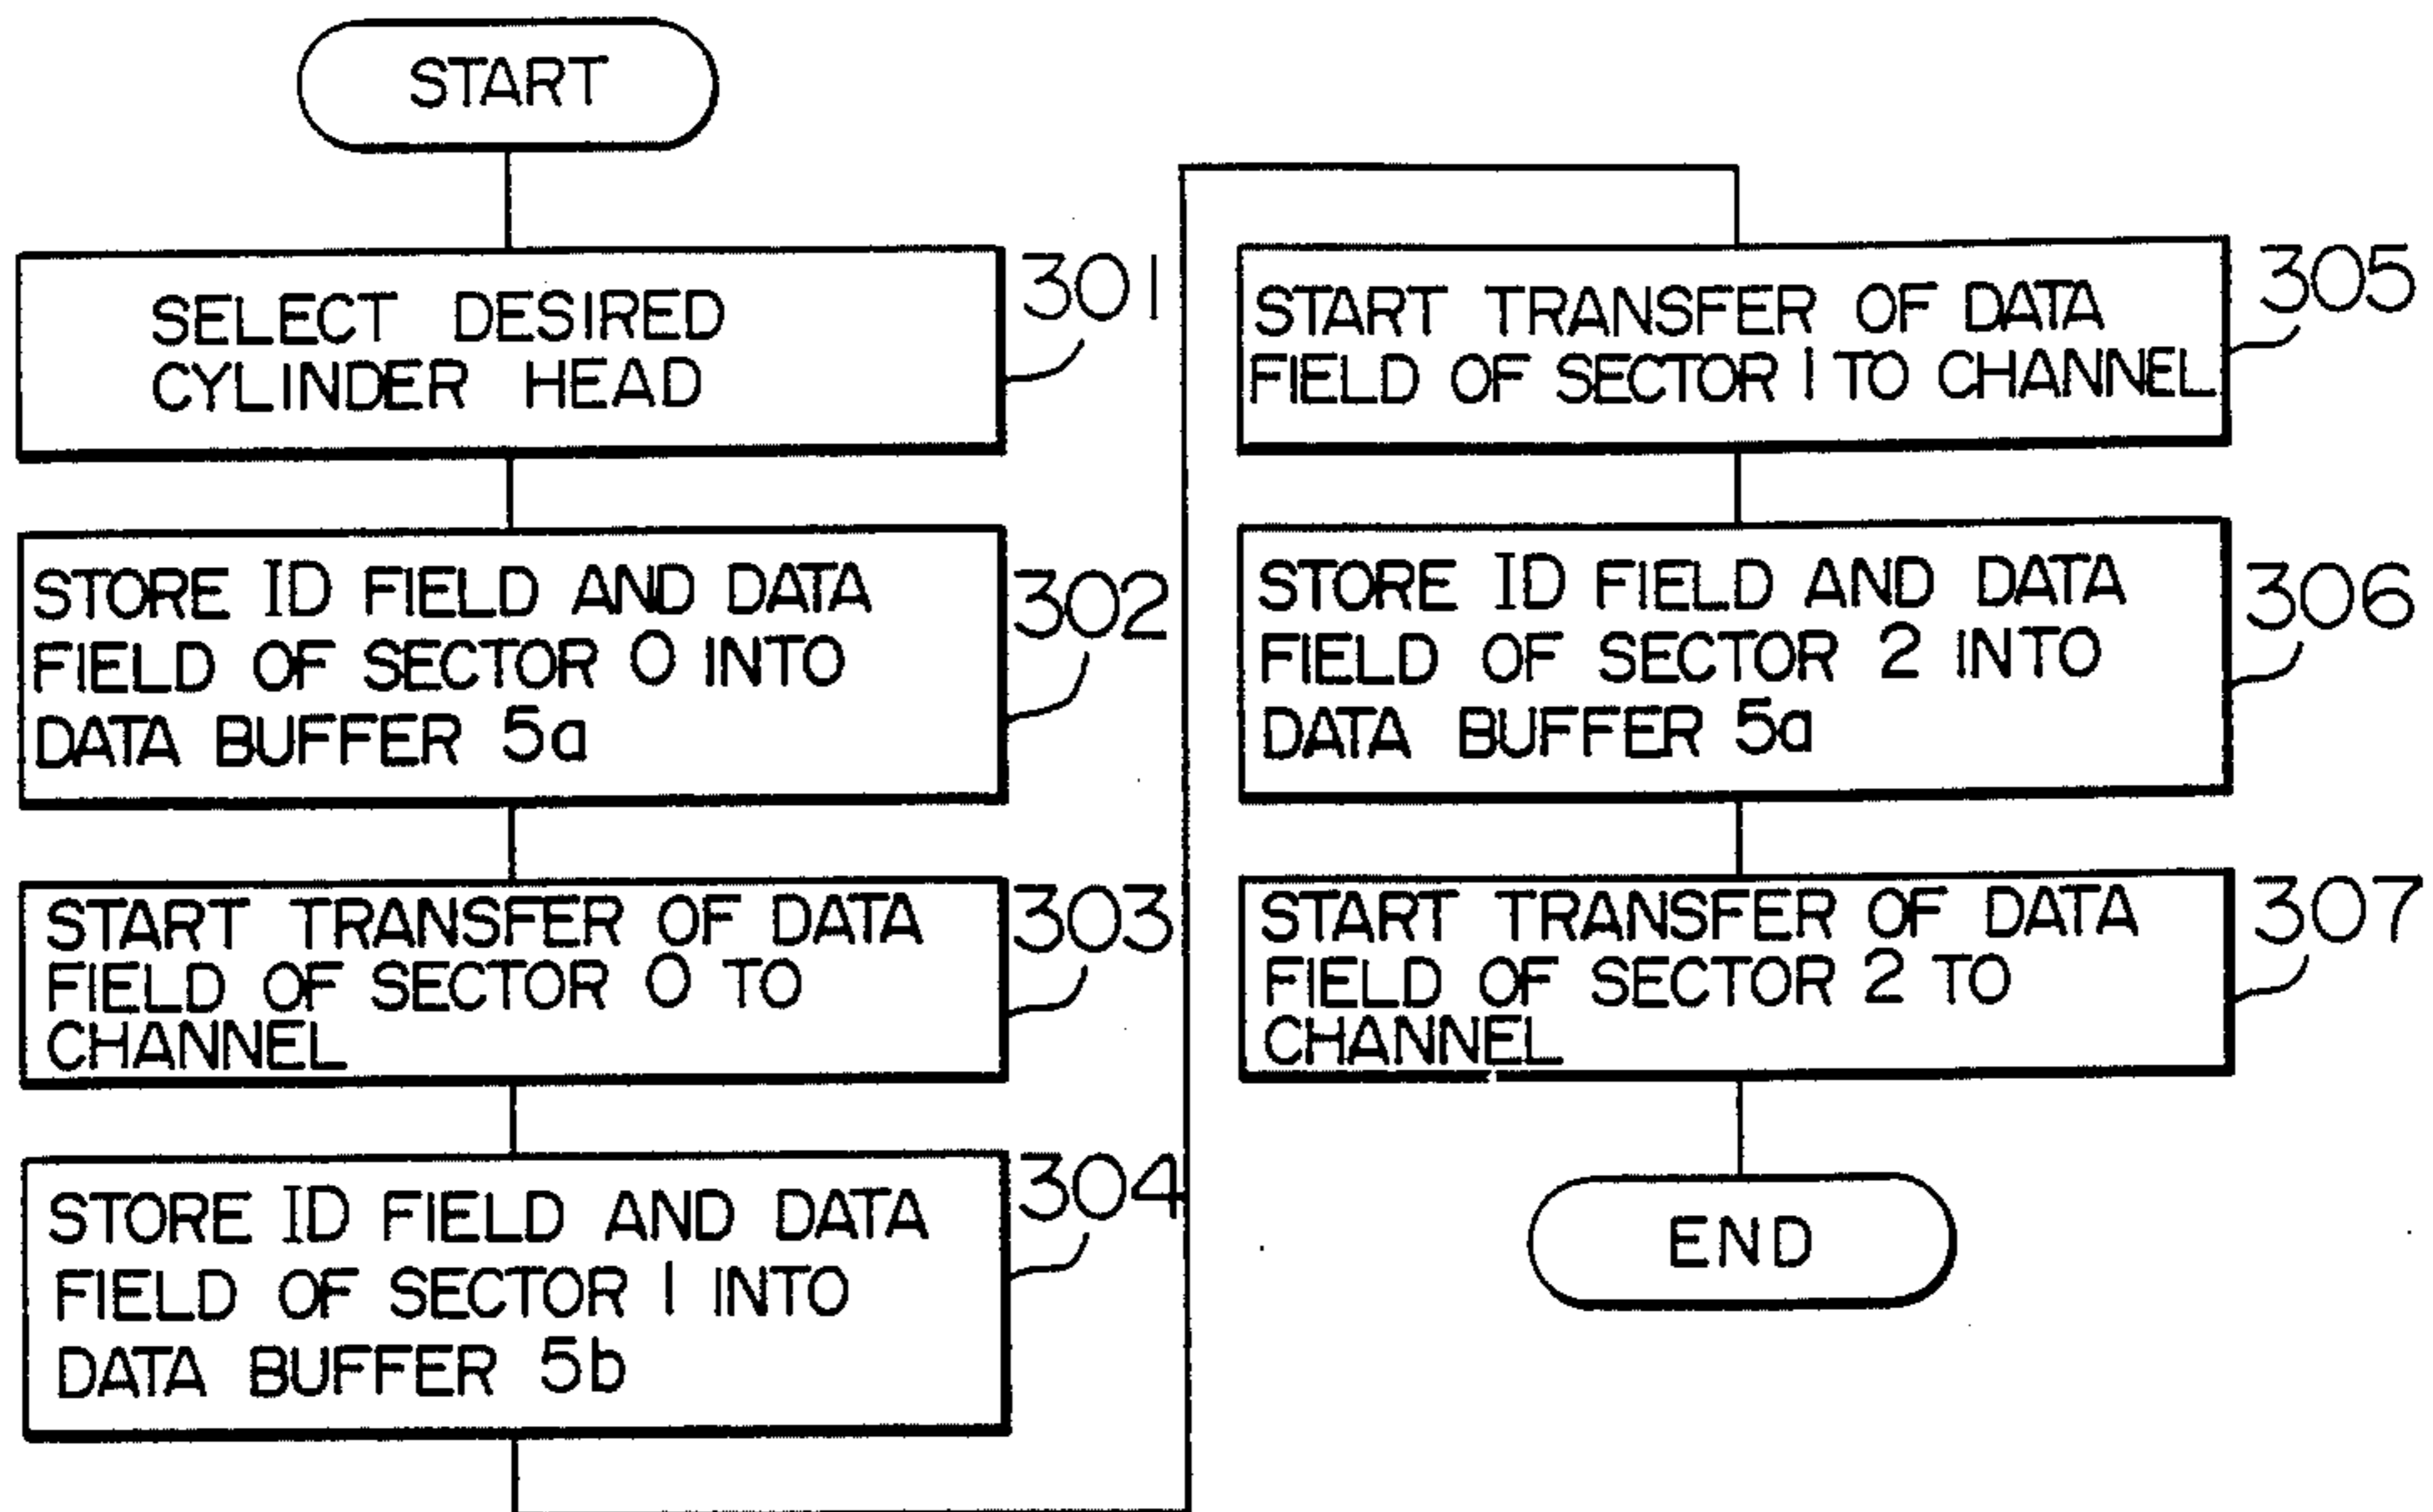 START
SELECT DESIRED
CYLINDER HEAD
301
STORE ID FIELD AND DATA
FIELD OF SECTOR 0 INTO
DATA BUFFER 5a
302
START TRANSFER OF DATA
FIELD OF SECTOR 0 TO
CHANNEL
303
STORE ID FIELD AND DATA
FIELD OF SECTOR 1 INTO
DATA BUFFER 5b
304
START TRANSFER OF DATA
FIELD OF SECTOR 1 TO CHANNEL
305
STORE ID FIELD AND DATA
FIELD OF SECTOR 2 INTO
DATA BUFFER 5a
306
START TRANSFER OF DATA
FIELD OF SECTOR 2 TO
CHANNEL
307
END